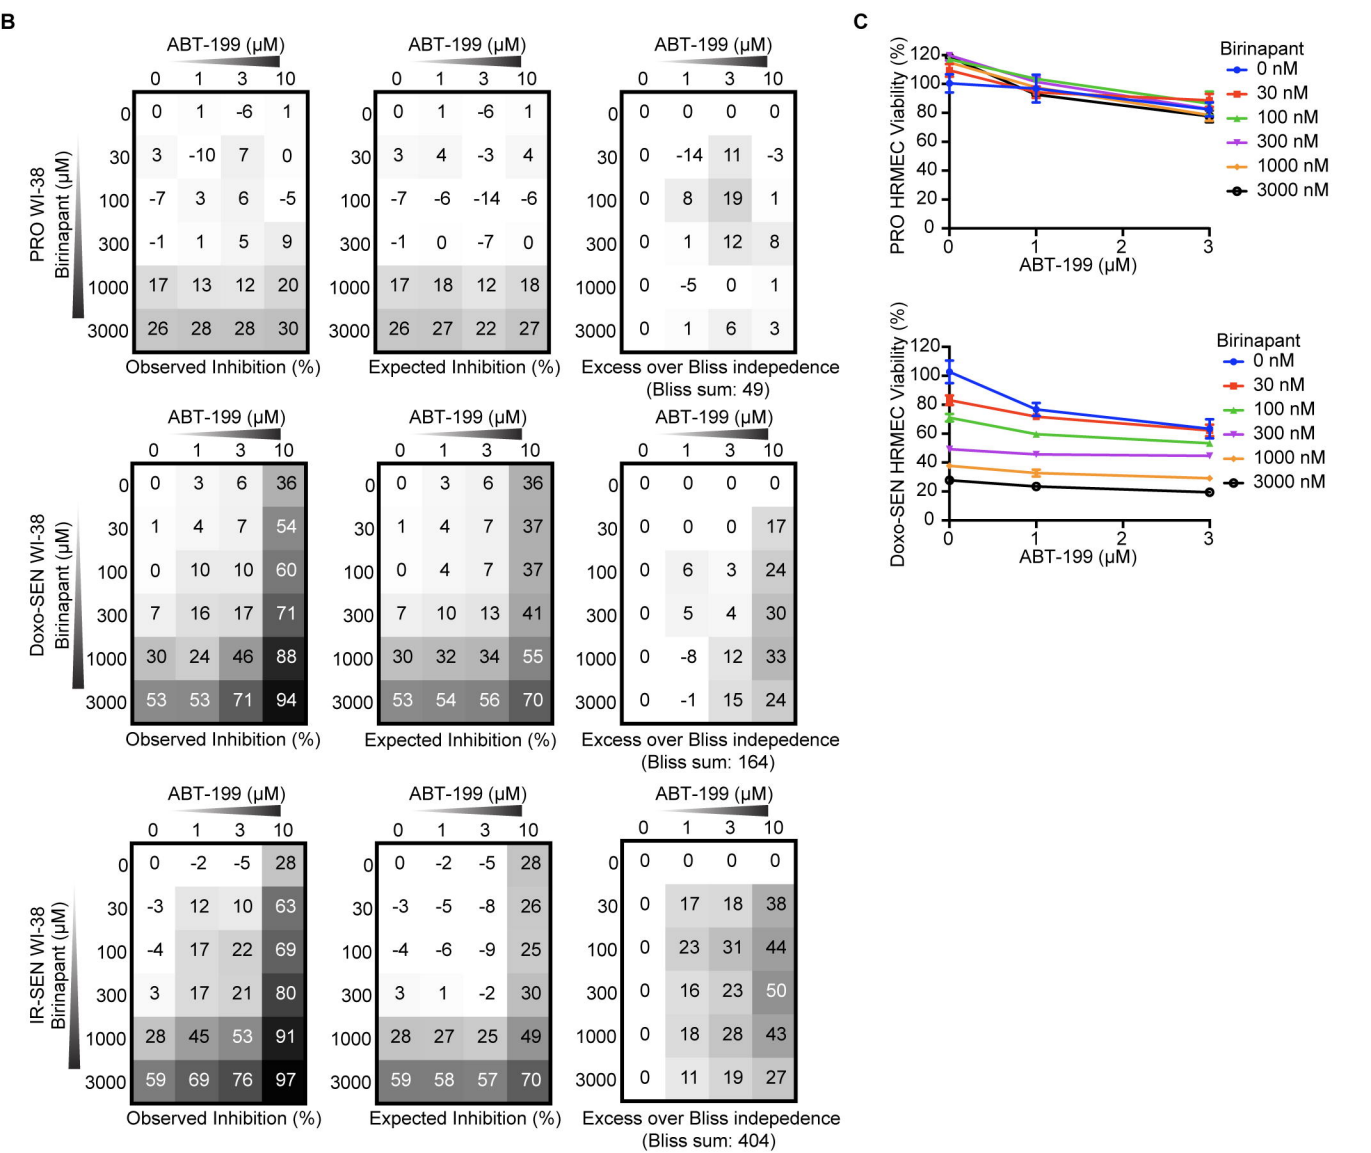 B
ABT-199 (µM)
0 1 3 10
PRO WI-38
Birinapant (µM)
0 0 1 -6 1
30 3 -10 7 0
100 -7 3 6 -5
300 -1 1 5 9
1000 17 13 12 20
3000 26 28 28 30
Observed Inhibition (%)
ABT-199 (µM)
0 1 3 10
0 0 1 -6 1
30 3 4 -3 4
100 -7 -6 -14 -6
300 -1 0 -7 0
1000 17 18 12 18
3000 26 27 22 27
Expected Inhibition (%)
ABT-199 (µM)
0 1 3 10
0 0 0 0 0
30 0 -14 11 -3
100 0 8 19 1
300 0 1 12 8
1000 0 -5 0 1
3000 0 1 6 3
Excess over Bliss indepedence
(Bliss sum: 49)
ABT-199 (µM)
0 1 3 10
Doxo-SEN WI-38
Birinapant (µM)
0 0 3 6 36
30 1 4 7 54
100 0 10 10 60
300 7 16 17 71
1000 30 24 46 88
3000 53 53 71 94
Observed Inhibition (%)
ABT-199 (µM)
0 1 3 10
0 0 3 6 36
30 1 4 7 37
100 0 4 7 37
300 7 10 13 41
1000 30 32 34 55
3000 53 54 56 70
Expected Inhibition (%)
ABT-199 (µM)
0 1 3 10
0 0 0 0 0
30 0 0 0 17
100 0 6 3 24
300 0 5 4 30
1000 0 -8 12 33
3000 0 -1 15 24
Excess over Bliss indepedence
(Bliss sum: 164)
ABT-199 (µM)
0 1 3 10
IR-SEN WI-38
Birinapant (µM)
0 0 -2 -5 28
30 -3 12 10 63
100 -4 17 22 69
300 3 17 21 80
1000 28 45 53 91
3000 59 69 76 97
Observed Inhibition (%)
ABT-199 (µM)
0 1 3 10
0 0 -2 -5 28
30 -3 -5 -8 26
100 -4 -6 -9 25
300 3 1 -2 30
1000 28 27 25 49
3000 59 58 57 70
Expected Inhibition (%)
ABT-199 (µM)
0 1 3 10
0 0 0 0 0
30 0 17 18 38
100 0 23 31 44
300 0 16 23 50
1000 0 18 28 43
3000 0 11 19 27
Excess over Bliss indepedence
(Bliss sum: 404)
C
PRO HRMEC Viability (%)
120
100
80
60
40
20
0
0 1 2 3
ABT-199 (µM)
Birinapant
0 nM
30 nM
100 nM
300 nM
1000 nM
3000 nM
Doxo-SEN HRMEC Viability (%)
120
100
80
60
40
20
0
0 1 2 3
ABT-199 (µM)
Birinapant
0 nM
30 nM
100 nM
300 nM
1000 nM
3000 nM